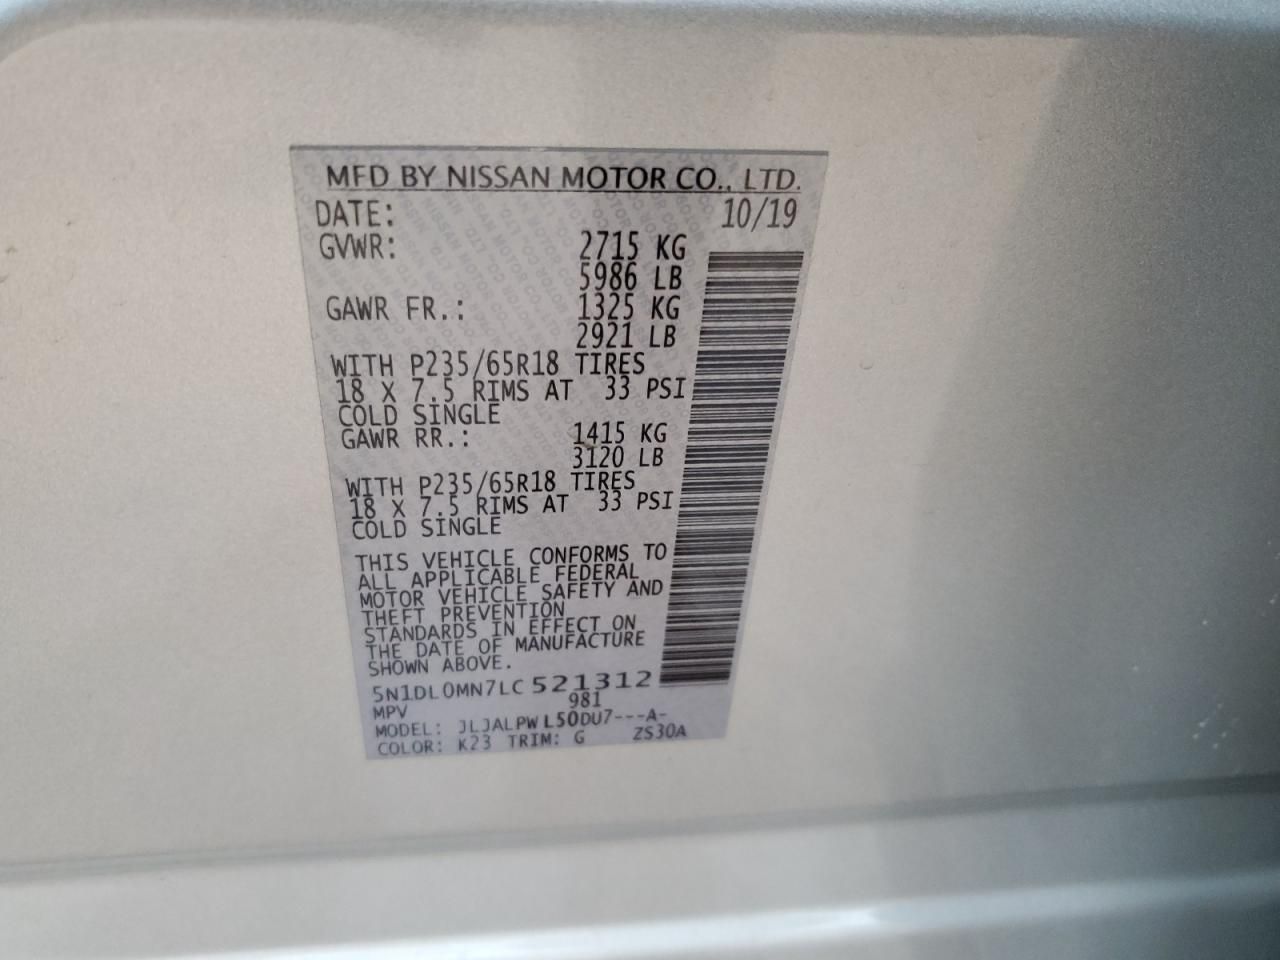 MFD BY NISSAN MOTOR CO., LTD.
DATE: 10/19
GVWR: 2715 KG
5986 LB
GAWR FR.: 1325 KG
2921 LB
WITH P235/65R18 TIRES
18 X 7.5 RIMS AT 33 PSI
COLD SINGLE
GAWR RR.: 1415 KG
3120 LB
WITH P235/65R18 TIRES
18 X 7.5 RIMS AT 33 PSI
COLD SINGLE
THIS VEHICLE CONFORMS TO
ALL APPLICABLE FEDERAL
MOTOR VEHICLE SAFETY AND
THEFT PREVENTION
STANDARDS IN EFFECT ON
THE DATE OF MANUFACTURE
SHOWN ABOVE.
5N1DL0MN7LC 521312
MPV 981
MODEL: JLJALPW L50DU7---A-
COLOR: K23 TRIM: G ZS30A